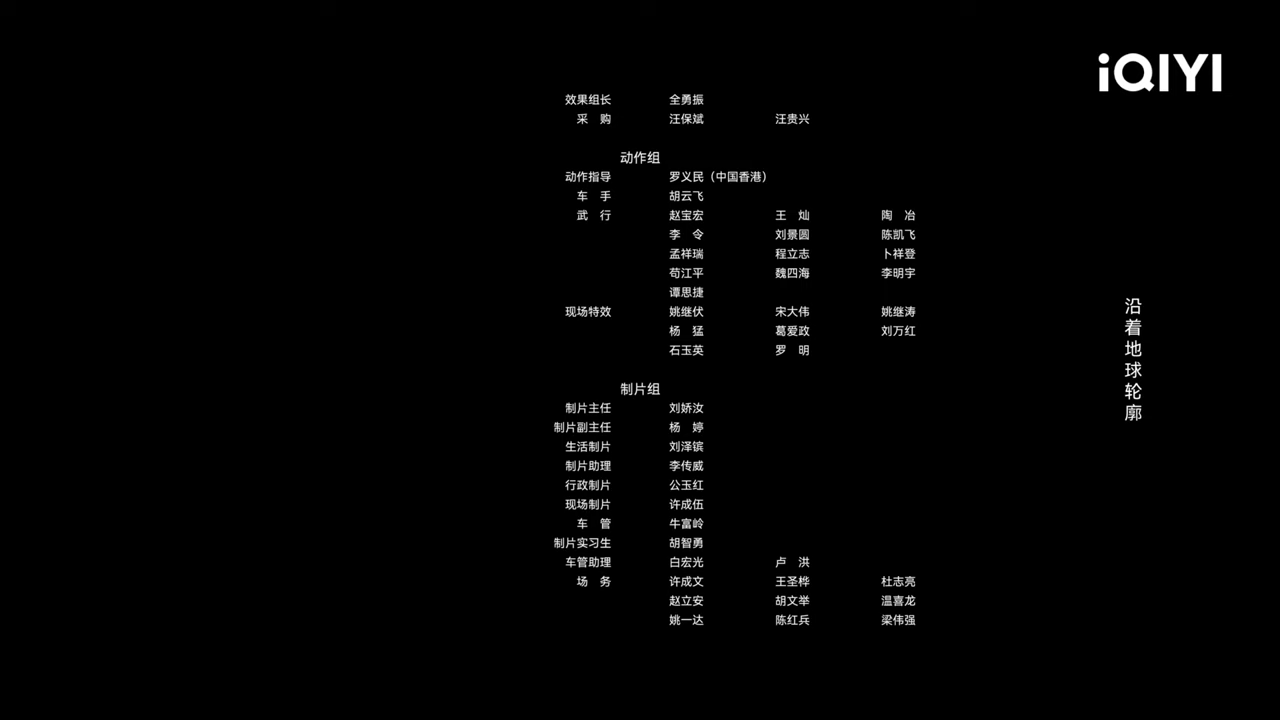 iQIYI
效果组长 全勇振
采 购 汪保斌 汪贵兴
动作组
动作指导 罗义民（中国香港）
车 手 胡云飞
武 行 赵宝宏 王 灿 陶 冶
李 令 刘景圆 陈凯飞
孟祥瑞 程立志 卜祥登
苟江平 魏四海 李明宇
谭思捷
现场特效 姚继伏 宋大伟 姚继涛
杨 猛 葛爱政 刘万红
石玉英 罗 明
制片组
制片主任 刘娇汝
制片副主任 杨 婷
生活制片 刘泽镔
制片助理 李传威
行政制片 公玉红
现场制片 许成伍
车 管 牛富岭
制片实习生 胡智勇
车管助理 白宏光 卢 洪
场 务 许成文 王圣桦 杜志亮
赵立安 胡文举 温喜龙
姚一达 陈红兵 梁伟强
沿着地球轮廓